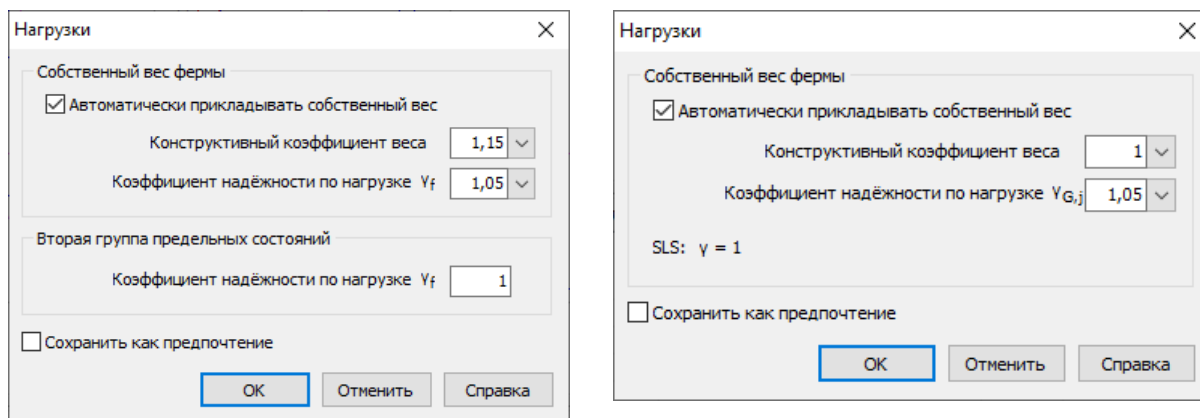 Нагрузки
Собственный вес фермы
Автоматически прикладывать собственный вес
Конструктивный коэффициент веса 1,15
Коэффициент надёжности по нагрузке γf 1,05
Вторая группа предельных состояний
Коэффициент надёжности по нагрузке γf 1
Сохранить как предпочтение
ОК Отменить Справка
Нагрузки
Собственный вес фермы
Автоматически прикладывать собственный вес
Конструктивный коэффициент веса 1
Коэффициент надёжности по нагрузке γG,j 1,05
SLS: γ = 1
Сохранить как предпочтение
ОК Отменить Справка